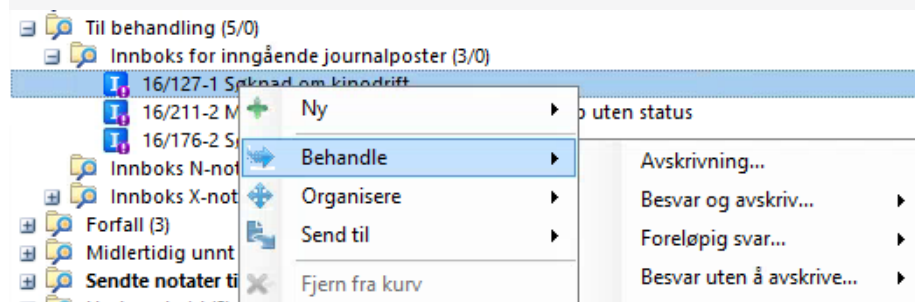 Til behandling (5/0)
Innboks for inngående journalposter (3/0)
16/127-1 Søknad om kinodrift
16/211-2 M
uten status
16/176-2 Sø
Innboks N-not
Innboks X-not
Forfall (3)
Midlertidig unnt
Sendte notater ti
Ny
Behandle
Organisere
Send til
Fjern fra kurv
Avskrivning...
Besvar og avskriv...
Foreløpig svar...
Besvar uten å avskrive...